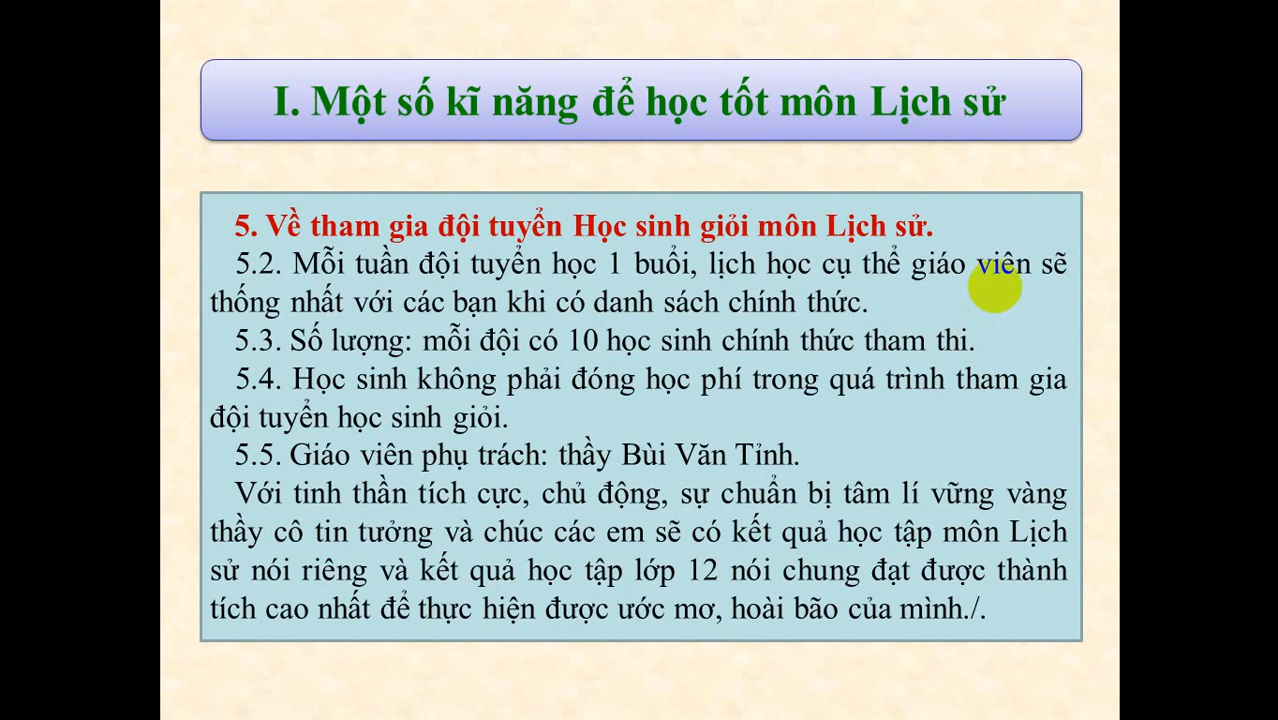 I. Một số kĩ năng để học tốt môn Lịch sử
5. Về tham gia đội tuyển Học sinh giỏi môn Lịch sử.
5.2. Mỗi tuần đội tuyển học 1 buổi, lịch học cụ thể giáo viên sẽ
thống nhất với các bạn khi có danh sách chính thức.
5.3. Số lượng: mỗi đội có 10 học sinh chính thức tham thi.
5.4. Học sinh không phải đóng học phí trong quá trình tham gia
đội tuyển học sinh giỏi.
5.5. Giáo viên phụ trách: thầy Bùi Văn Tỉnh.
Với tinh thần tích cực, chủ động, sự chuẩn bị tâm lí vững vàng
thầy cô tin tưởng và chúc các em sẽ có kết quả học tập môn Lịch
sử nói riêng và kết quả học tập lớp 12 nói chung đạt được thành
tích cao nhất để thực hiện được ước mơ, hoài bão của mình./.